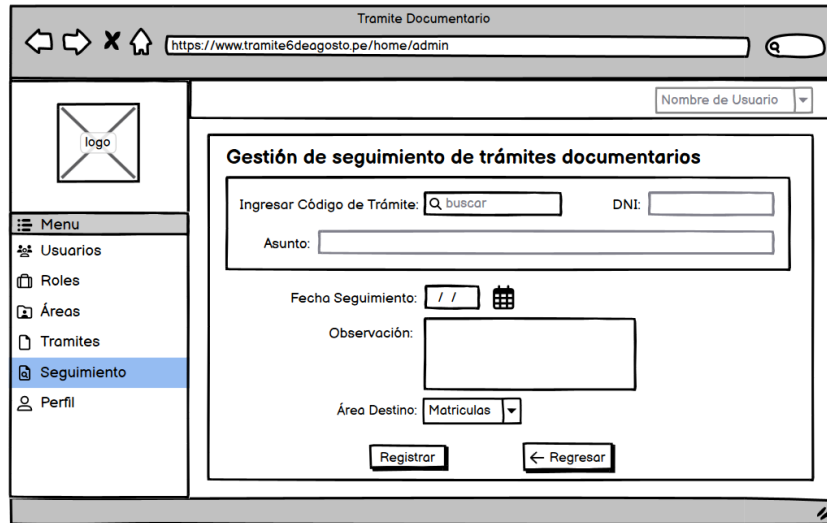 Tramite Documentario
https://www.tramite6deagosto.pe/home/admin
Nombre de Usuario
logo
Menu
Usuarios
Roles
Áreas
Tramites
Seguimiento
Perfil
Gestión de seguimiento de trámites documentarios
Ingresar Código de Trámite: buscar DNI:
Asunto:
Fecha Seguimiento: / /
Observación:
Área Destino: Matriculas
Registrar ← Regresar